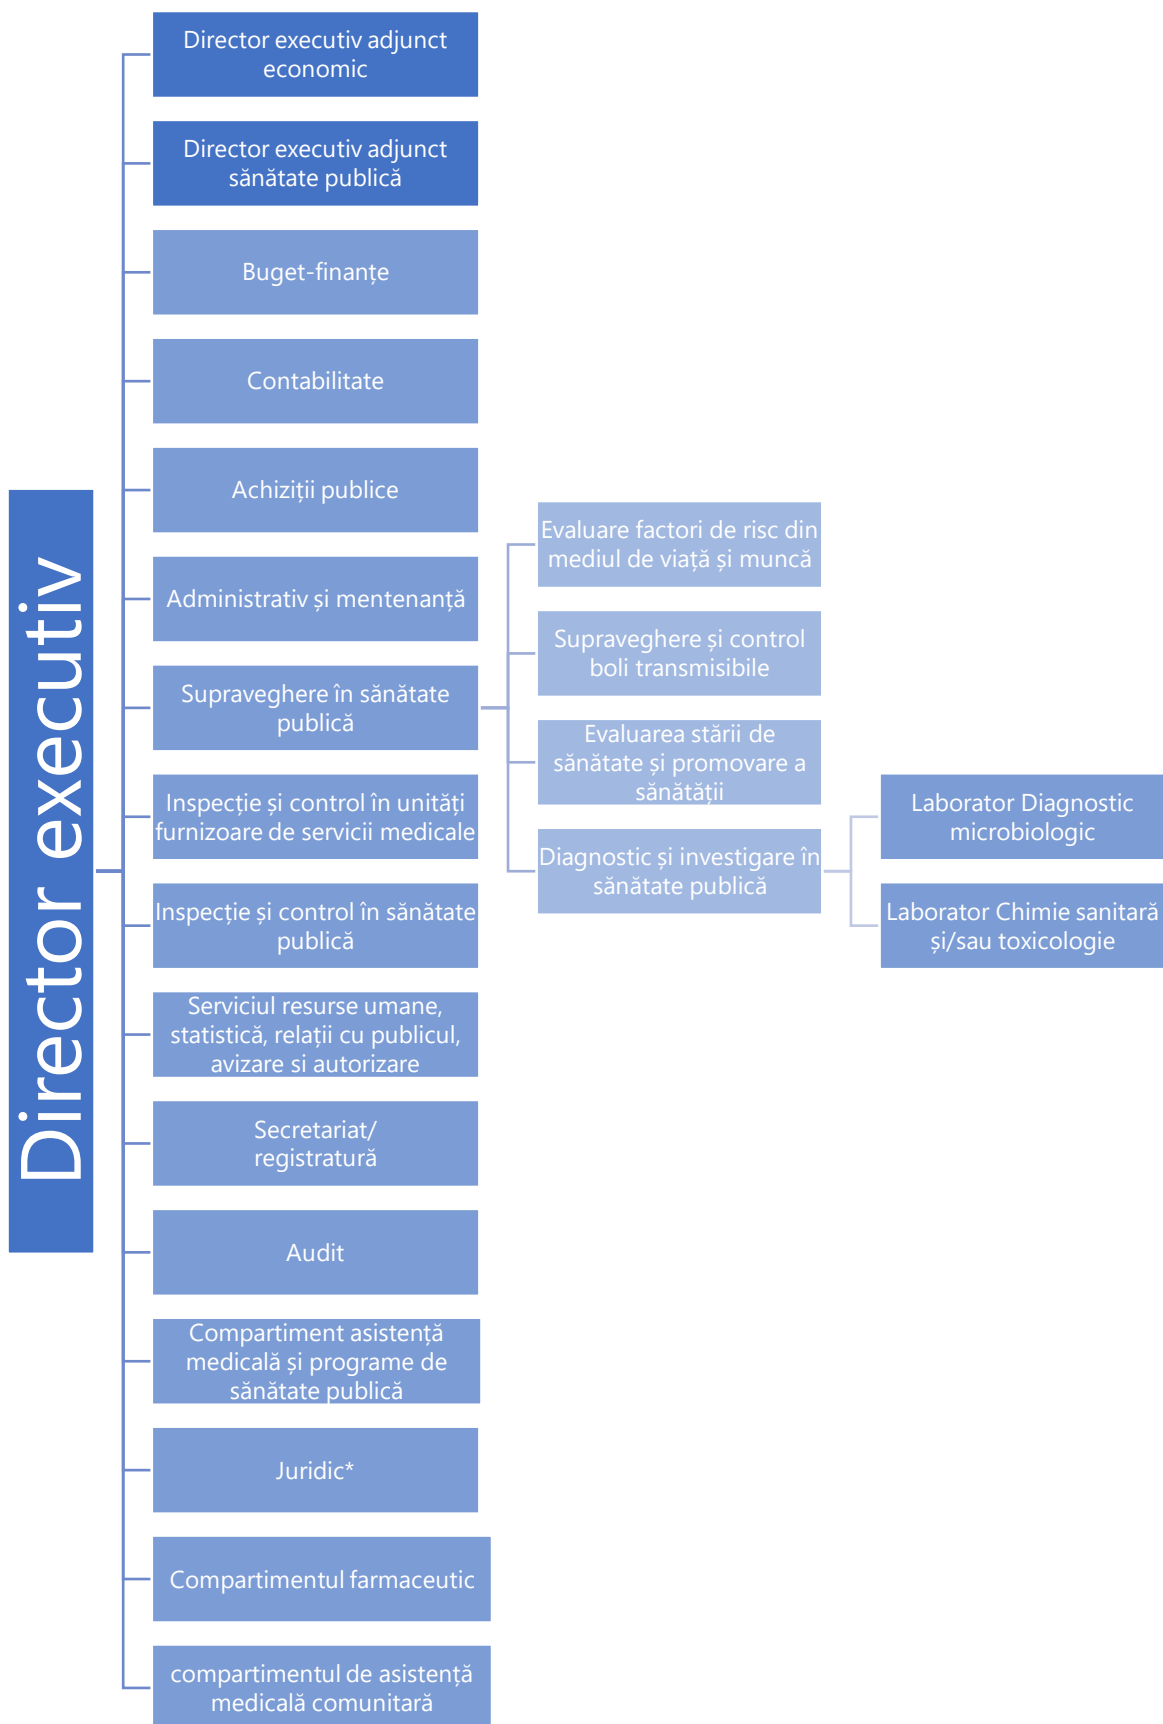 Director executiv
Director executiv adjunct
economic
Director executiv adjunct
sănătate publică
Buget-finanțe
Contabilitate
Achiziții publice
Administrativ și mentenanță
Supraveghere în sănătate
publică
Evaluare factori de risc din
mediul de viață și muncă
Supraveghere și control
boli transmisibile
Evaluarea stării de
sănătate și promovare a
sănătății
Diagnostic și investigare în
sănătate publică
Laborator Diagnostic
microbiologic
Laborator Chimie sanitară
și/sau toxicologie
Inspecție și control în unități
furnizoare de servicii medicale
Inspecție și control în sănătate
publică
Serviciul resurse umane,
statistică, relații cu publicul,
avizare si autorizare
Secretariat/
registratură
Audit
Compartiment asistență
medicală și programe de
sănătate publică
Juridic*
Compartimentul farmaceutic
compartimentul de asistență
medicală comunitară